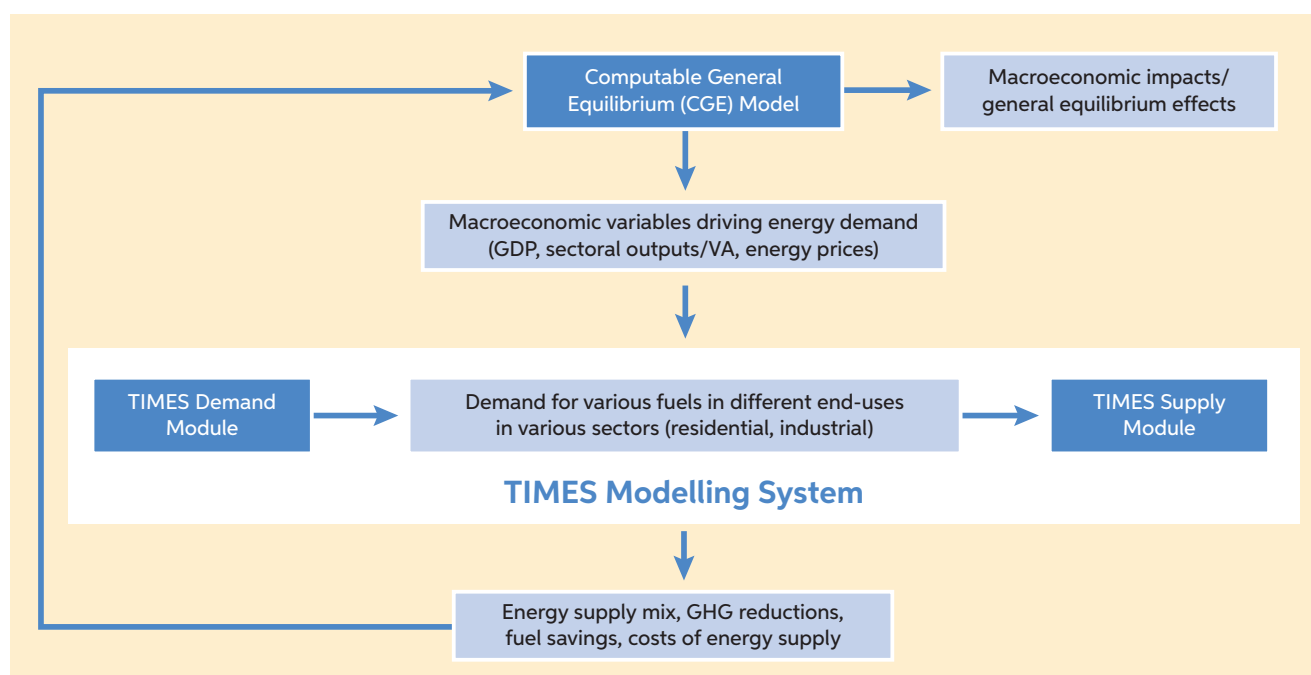 Computable General
Equilibrium (CGE) Model
Macroeconomic impacts/
general equilibrium effects
Macroeconomic variables driving energy demand
(GDP, sectoral outputs/VA, energy prices)
TIMES Demand
Module
Demand for various fuels in different end-uses
in various sectors (residential, industrial)
TIMES Supply
Module
TIMES Modelling System
Energy supply mix, GHG reductions,
fuel savings, costs of energy supply